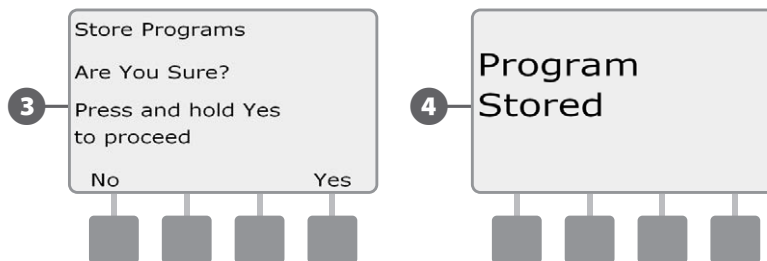 3
Store Programs
Are You Sure?
Press and hold Yes
to proceed
No Yes
4
Program
Stored